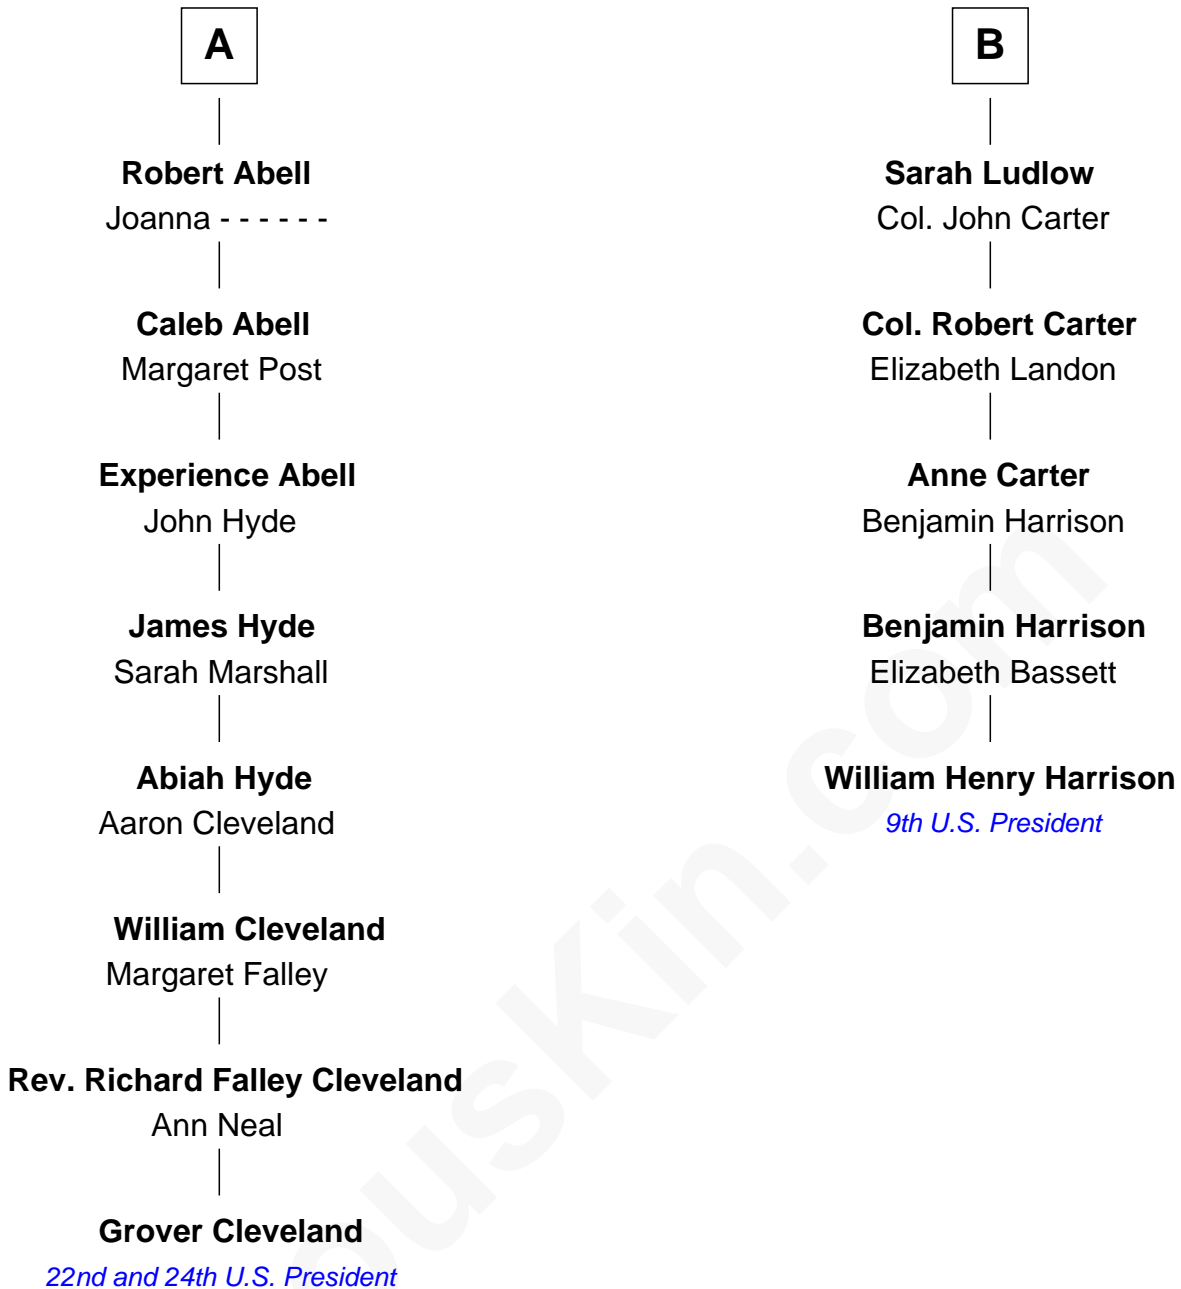 A
Robert Abell
Joanna - - - - - -
Caleb Abell
Margaret Post
Experience Abell
John Hyde
James Hyde
Sarah Marshall
Abiah Hyde
Aaron Cleveland
William Cleveland
Margaret Falley
Rev. Richard Falley Cleveland
Ann Neal
Grover Cleveland
22nd and 24th U.S. President
B
Sarah Ludlow
Col. John Carter
Col. Robert Carter
Elizabeth Landon
Anne Carter
Benjamin Harrison
Benjamin Harrison
Elizabeth Bassett
William Henry Harrison
9th U.S. President
ousKin.com